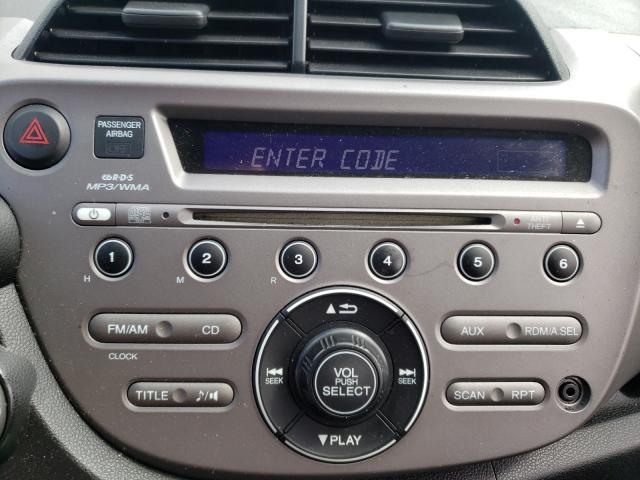 PASSENGER
AIRBAG
OFF
R·D·S
MP3/WMA
ENTER CODE
ANTI
THEFT
1 2 3 4 5 6
H M R
FM/AM CD
CLOCK
AUX RDM/A.SEL
TITLE
SCAN RPT
SEEK
VOL
PUSH
SELECT
SEEK
PLAY